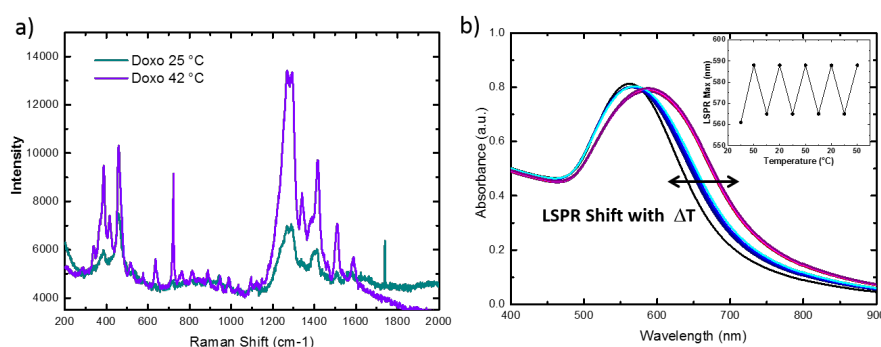 a)
Doxo 25 °C
Doxo 42 °C
14000
12000
10000
8000
6000
4000
Intensity
200 400 600 800 1000 1200 1400 1600 1800 2000
Raman Shift (cm-1)
b)
1.0
0.8
0.6
0.4
0.2
0.0
Absorbance (a.u.)
LSPR Shift with ΔT
400 500 600 700 800 900
Wavelength (nm)
600
590
580
570
560
550
LSPR Max (nm)
20 50 20 50 20 50 20 50 20 50
Temperature (°C)